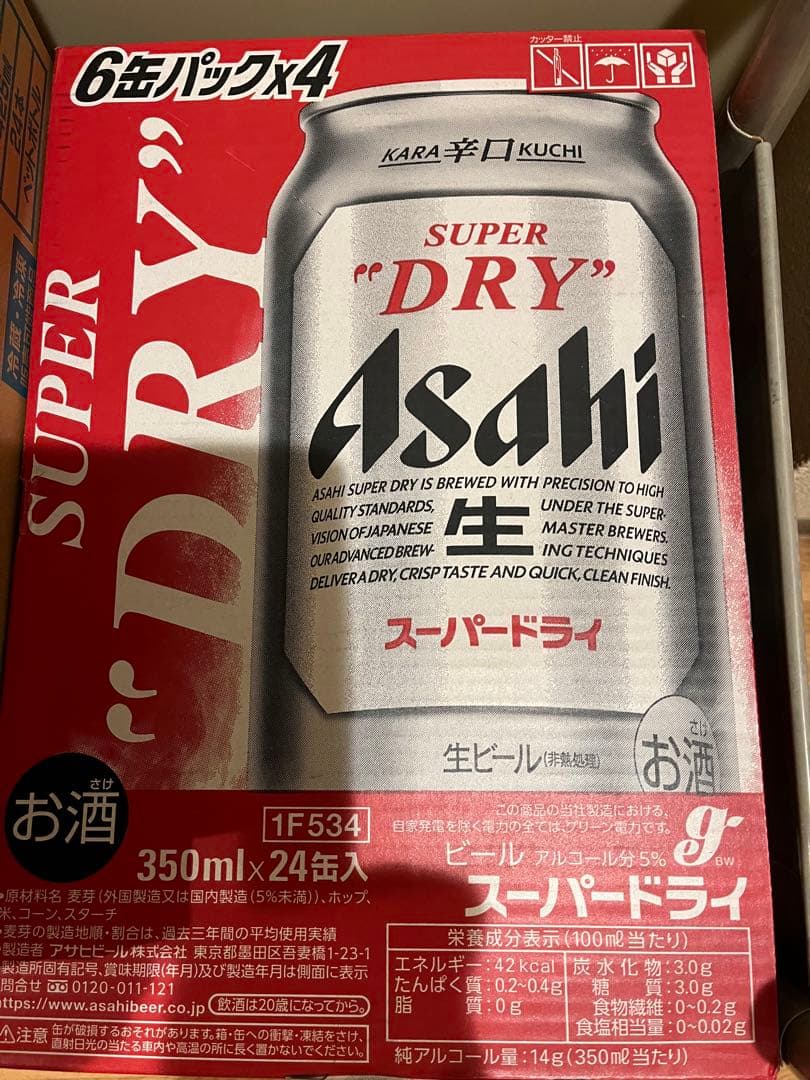 6缶パックx4
カッター禁止
KARA 辛口 KUCHI
SUPER
"DRY"
Asahi
ASAHI SUPER DRY IS BREWED WITH PRECISION TO HIGH
QUALITY STANDARDS, UNDER THE SUPER-
VISION OF JAPANESE MASTER BREWERS.
OUR ADVANCED BREW- ING TECHNIQUES
DELIVER A DRY, CRISP TASTE AND QUICK, CLEAN FINISH.
生
スーパードライ
生ビール(非熱処理)
さけ
お酒
SUPER
"DRY"
さけ
お酒
1F534
350ml×24缶入
この商品の当社製造における、
自家発電を除く電力の全ては、グリーン電力です。
g
BW
ビール アルコール分5%
スーパードライ
•原材料名 麦芽(外国製造又は国内製造(5%未満))、ホップ、
米、コーン、スターチ
•麦芽の製造地順・割合は、過去三年間の平均使用実績
製造者 アサヒビール株式会社 東京都墨田区吾妻橋1-23-1
製造所固有記号、賞味期限(年月)及び製造年月は側面に表示
問合せ 0120-011-121
https://www.asahibeer.co.jp 飲酒は20歳になってから。
⚠注意 缶が破損するおそれがあります。箱・缶への衝撃・凍結をさけ、
直射日光の当たる車内や高温の所に長く置かないでください。
栄養成分表示(100ml当たり)
エネルギー:42kcal 炭水化物:3.0g
たんぱく質:0.2~0.4g 糖質:3.0g
脂質:0g 食物繊維:0~0.2g
食塩相当量:0~0.02g
純アルコール量:14g(350ml当たり)
24本
ペットボトル
冷蔵・冷凍